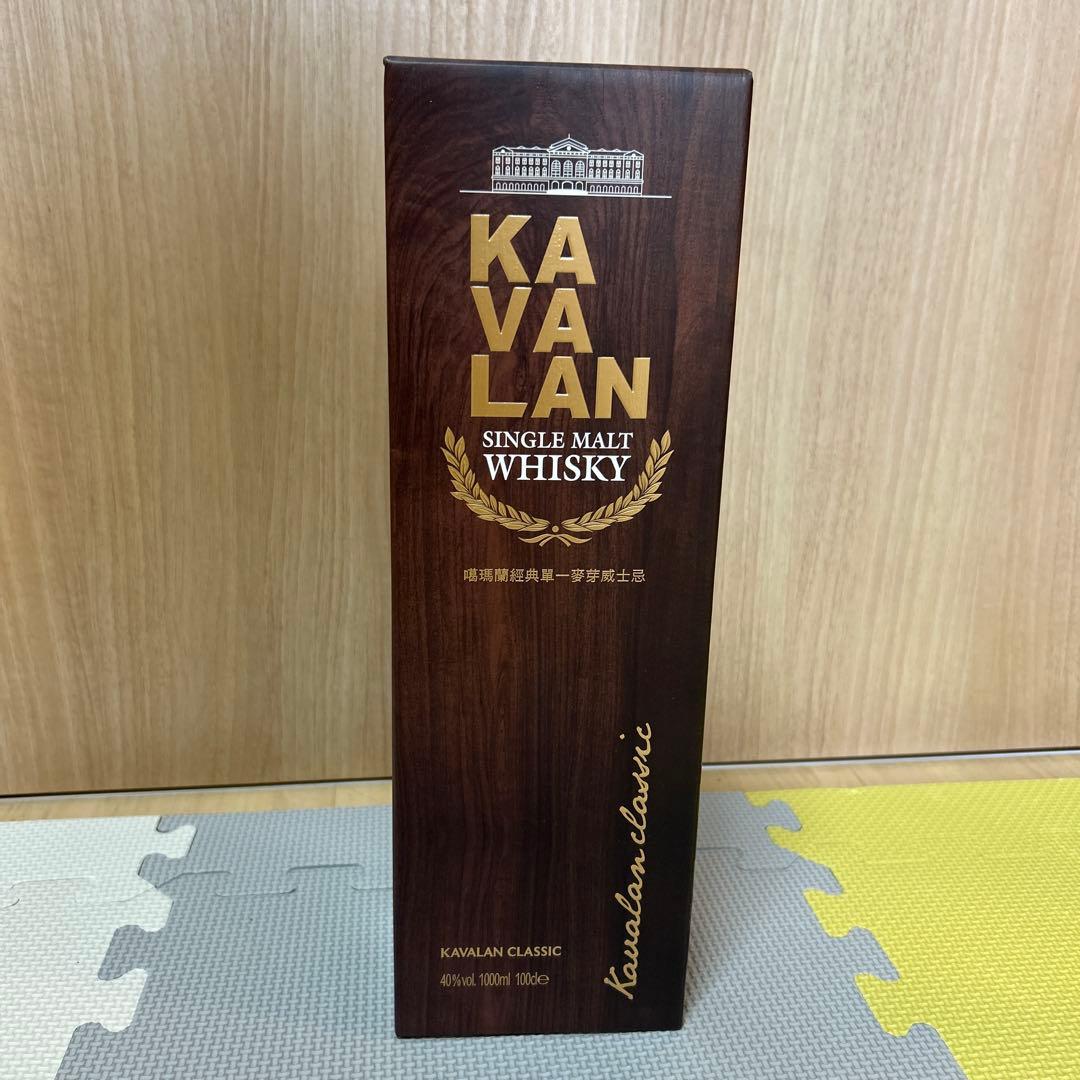 KA
VA
LAN
SINGLE MALT
WHISKY
噶瑪蘭經典單一麥芽威士忌
Kavalan classic
KAVALAN CLASSIC
40%vol. 1000ml 100cl℮